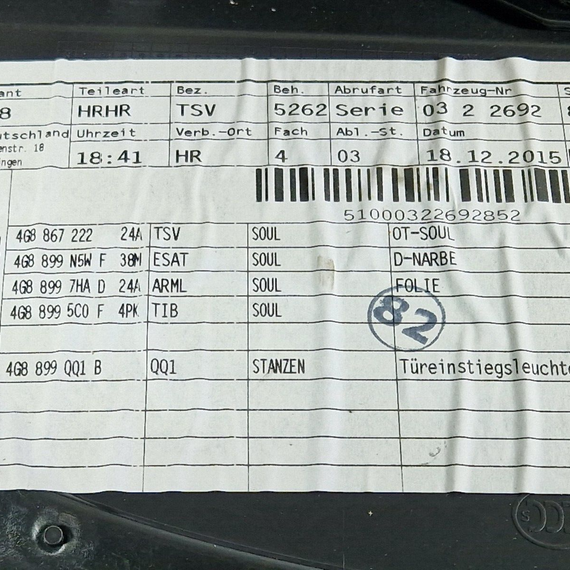 ant Teileart Bez. Beh. Abrufart Fahrzeug-Nr S
8 HRHR TSV 5262 Serie 03 2 2692
utschland Uhrzeit Verb.-Ort Fach Abl.-St. Datum
enstr. 18
ngen 18:41 HR 4 03 18.12.2015
51000322692852
4G8 867 222 24A TSV SOUL OT-SOUL
4G8 899 N5W F 38M ESAT SOUL D-NARBE
4G8 899 7HA D 24A ARML SOUL FOLIE
4G8 899 5C0 F 4PK TIB SOUL
82
4G8 899 QQ1 B QQ1 STANZEN Türeinstiegsleuchte